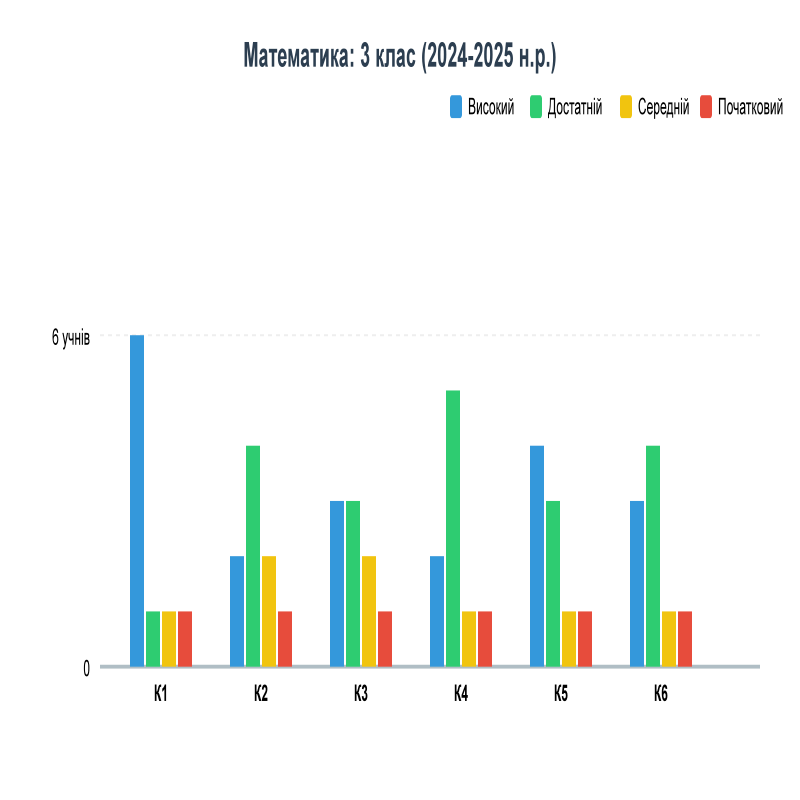 Математика: 3 клас (2024-2025 н.р.)
Високий Достатній Середній Початковий
6 учнів
0
К1 К2 К3 К4 К5 К6